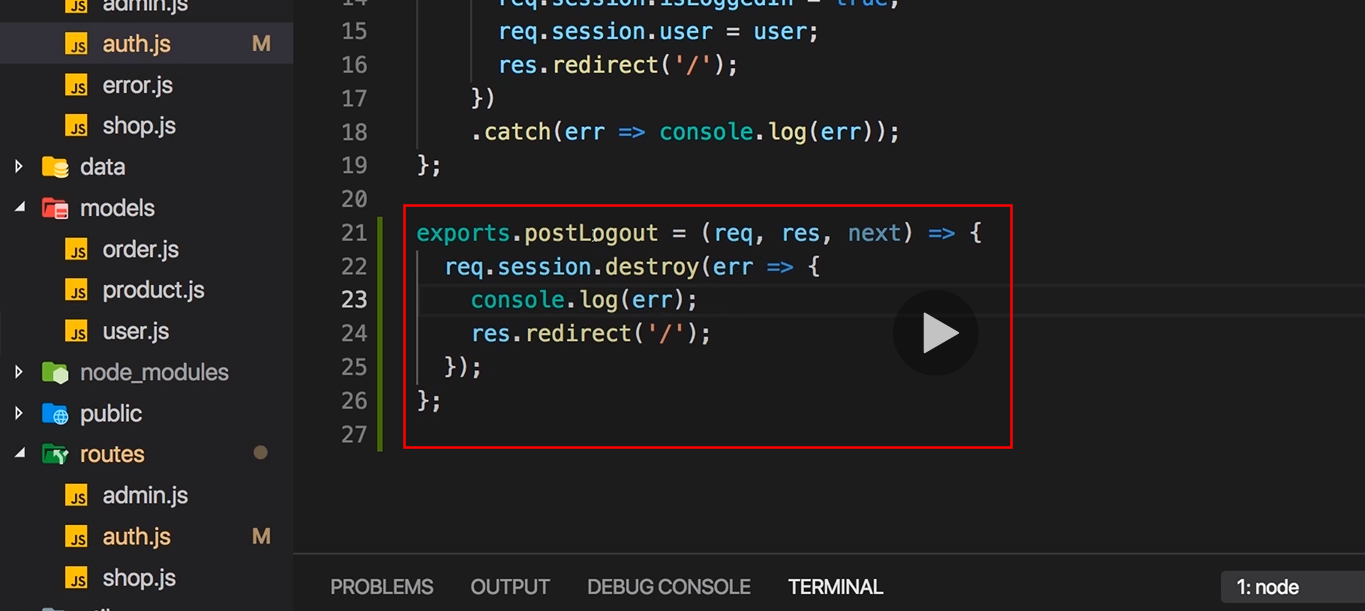 admin.js
JS auth.js M
JS error.js
JS shop.js
data
models
JS order.js
JS product.js
JS user.js
node_modules
public
routes
JS admin.js
JS auth.js M
JS shop.js
14 req.session.isLoggedIn = true;
15 req.session.user = user;
16 res.redirect('/');
17 })
18 .catch(err => console.log(err));
19 };
20
21 exports.postLogout = (req, res, next) => {
22 req.session.destroy(err => {
23 console.log(err);
24 res.redirect('/');
25 });
26 };
27
PROBLEMS OUTPUT DEBUG CONSOLE TERMINAL 1: node